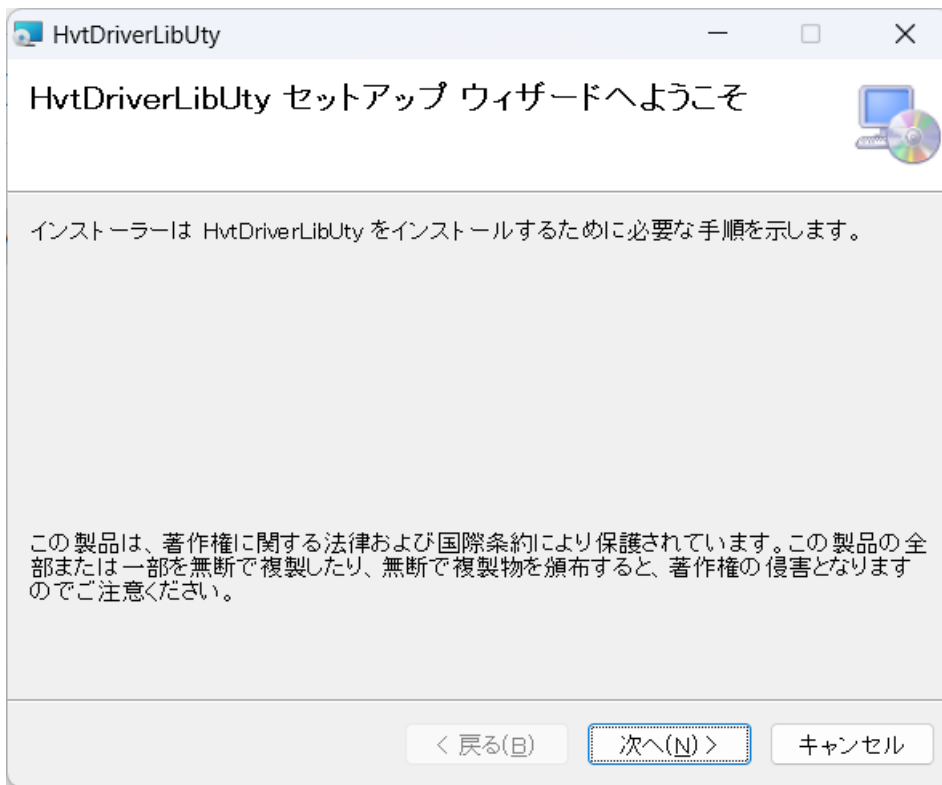 HvtDriverLibUty
HvtDriverLibUty セットアップ ウィザードへようこそ
インストーラーは HvtDriverLibUty をインストールするために必要な手順を示します。
この製品は、著作権に関する法律および国際条約により保護されています。この製品の全
部または一部を無断で複製したり、無断で複製物を頒布すると、著作権の侵害となります
のでご注意ください。
< 戻る(B) 次へ(N) > キャンセル